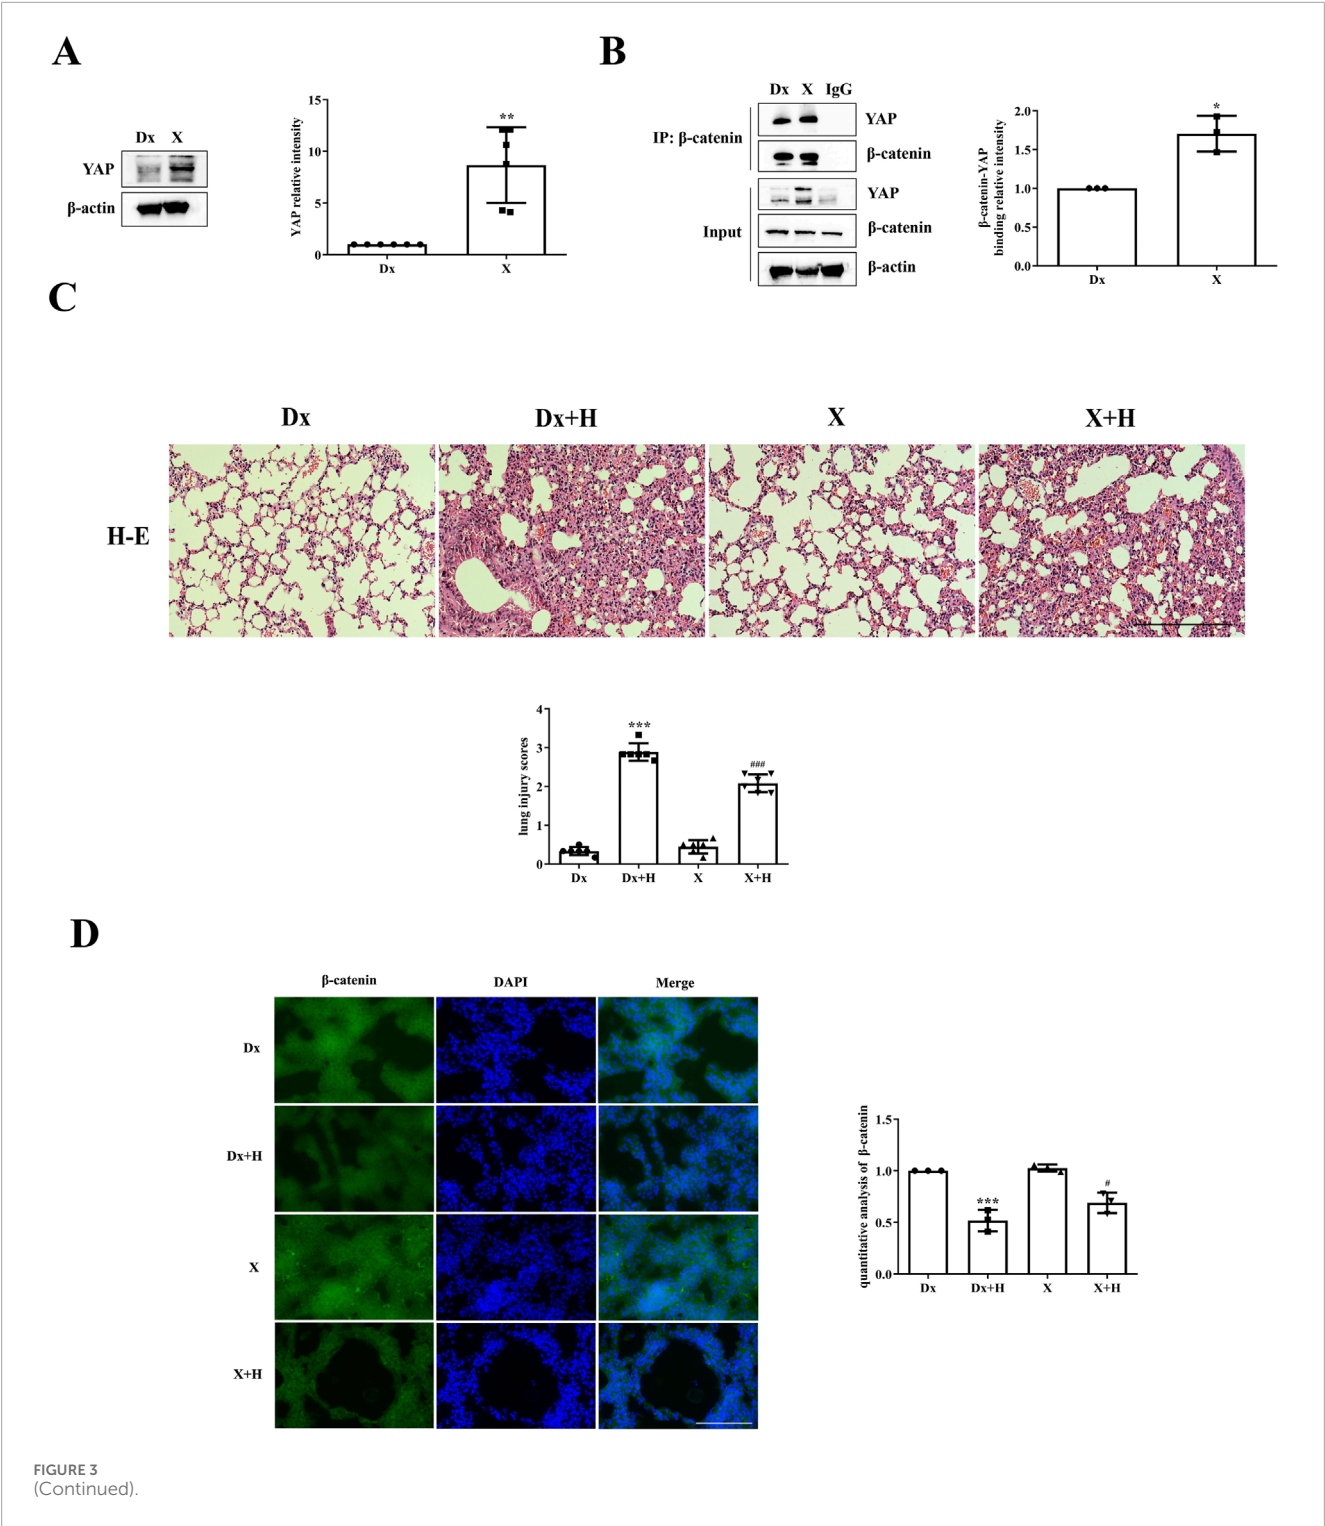 A
Dx X
YAP
β-actin
YAP relative intensity
15
10
5
0
**
Dx X
B
Dx X IgG
IP: β-catenin
YAP
β-catenin
Input
YAP
β-catenin
β-actin
β-catenin-YAP
binding relative intensity
2.0
1.5
1.0
0.5
0.0
*
Dx X
C
Dx Dx+H X X+H
H-E
lung injury scores
4
3
2
1
0
***
###
Dx Dx+H X X+H
D
β-catenin DAPI Merge
Dx
Dx+H
X
X+H
quantitative analysis of β-catenin
1.5
1.0
0.5
0.0
***
#
Dx Dx+H X X+H
FIGURE 3
(Continued).